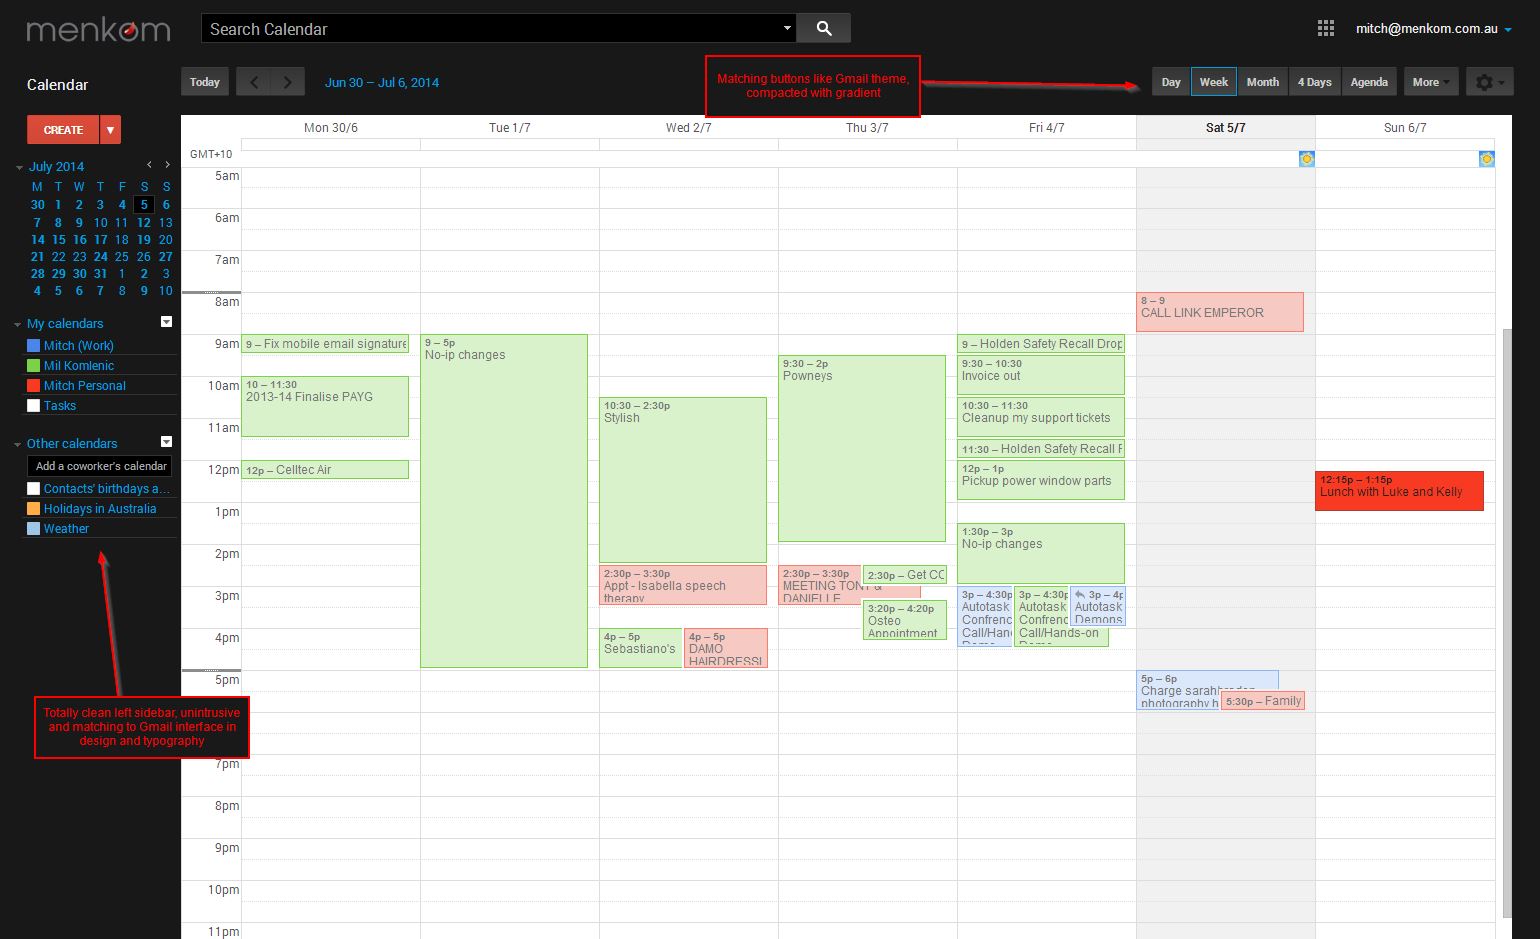 menkom
Search Calendar
mitch@menkom.com.au
Calendar
Today
Jun 30 – Jul 6, 2014
Matching buttons like Gmail theme,
compacted with gradient
Day
Week
Month
4 Days
Agenda
More
CREATE
July 2014
M T W T F S S
30 1 2 3 4 5 6
7 8 9 10 11 12 13
14 15 16 17 18 19 20
21 22 23 24 25 26 27
28 29 30 31 1 2 3
4 5 6 7 8 9 10
My calendars
Mitch (Work)
Mil Komlenic
Mitch Personal
Tasks
Other calendars
Add a coworker's calendar
Contacts' birthdays a...
Holidays in Australia
Weather
Totally clean left sidebar, unintrusive
and matching to Gmail interface in
design and typography
Mon 30/6
Tue 1/7
Wed 2/7
Thu 3/7
Fri 4/7
Sat 5/7
Sun 6/7
GMT+10
5am
6am
7am
8am
9am
10am
11am
12pm
1pm
2pm
3pm
4pm
5pm
7pm
8pm
9pm
10pm
11pm
9 – Fix mobile email signature
10 – 11:30
2013-14 Finalise PAYG
12p – Celltec Air
9 – 5p
No-ip changes
10:30 – 2:30p
Stylish
2:30p – 3:30p
Appt - Isabella speech
therapy
4p – 5p
Sebastiano's
4p – 5p
DAMO
HAIRDRESSI
9:30 – 2p
Powneys
2:30p – 3:30p
MEETING TONY &
DANIELLE
2:30p – Get CC
3:20p – 4:20p
Osteo
Appointment
9 – Holden Safety Recall Drop
9:30 – 10:30
Invoice out
10:30 – 11:30
Cleanup my support tickets
11:30 – Holden Safety Recall F
12p – 1p
Pickup power window parts
1:30p – 3p
No-ip changes
3p – 4:30p
Autotask
Confrenc
Call/Hand
Demo
3p – 4:30p
Autotask
Confrenc
Call/Hands-on
Demo
3p – 4p
Autotask
Demons
8 – 9
CALL LINK EMPEROR
5p – 6p
Charge
photography
5:30p – Family
12:15p – 1:15p
Lunch with Luke and Kelly